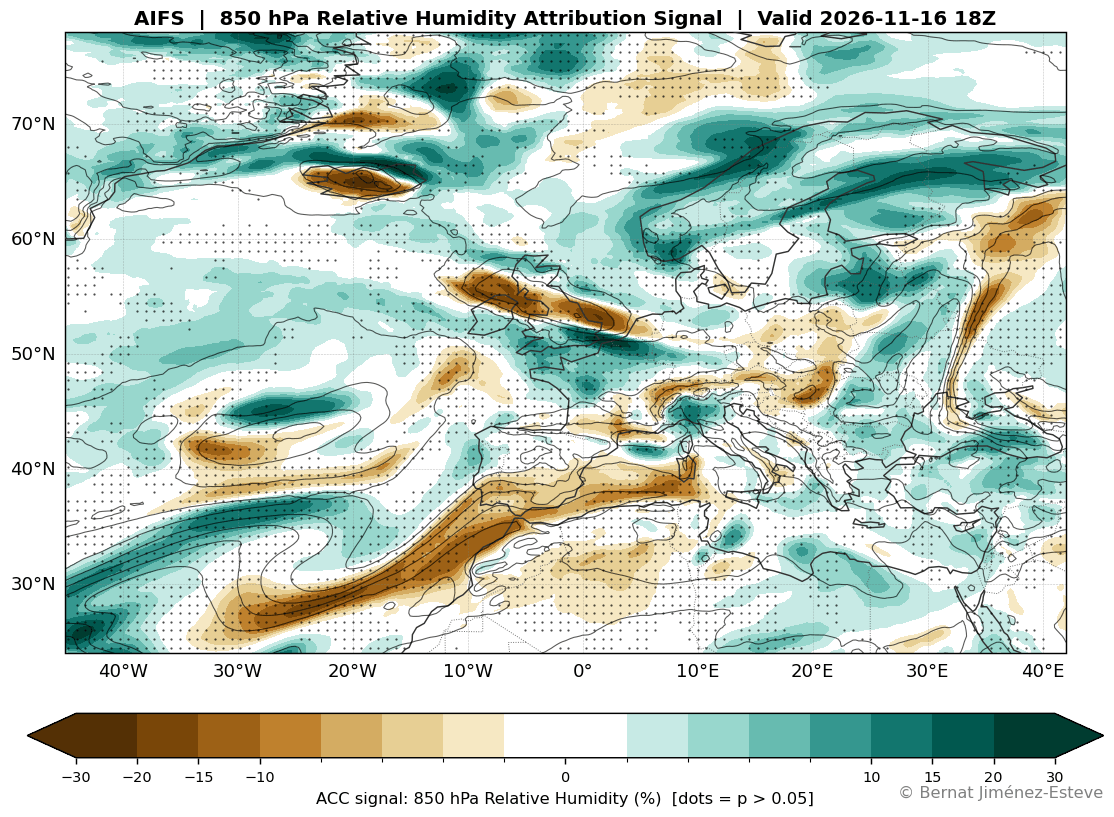 AIFS | 850 hPa Relative Humidity Attribution Signal | Valid 2026-11-16 18Z
70°N
60°N
50°N
40°N
30°N
40°W 30°W 20°W 10°W 0° 10°E 20°E 30°E 40°E
−30 −20 −15 −10 0 10 15 20 30
ACC signal: 850 hPa Relative Humidity (%) [dots = p > 0.05]
© Bernat Jiménez-Esteve